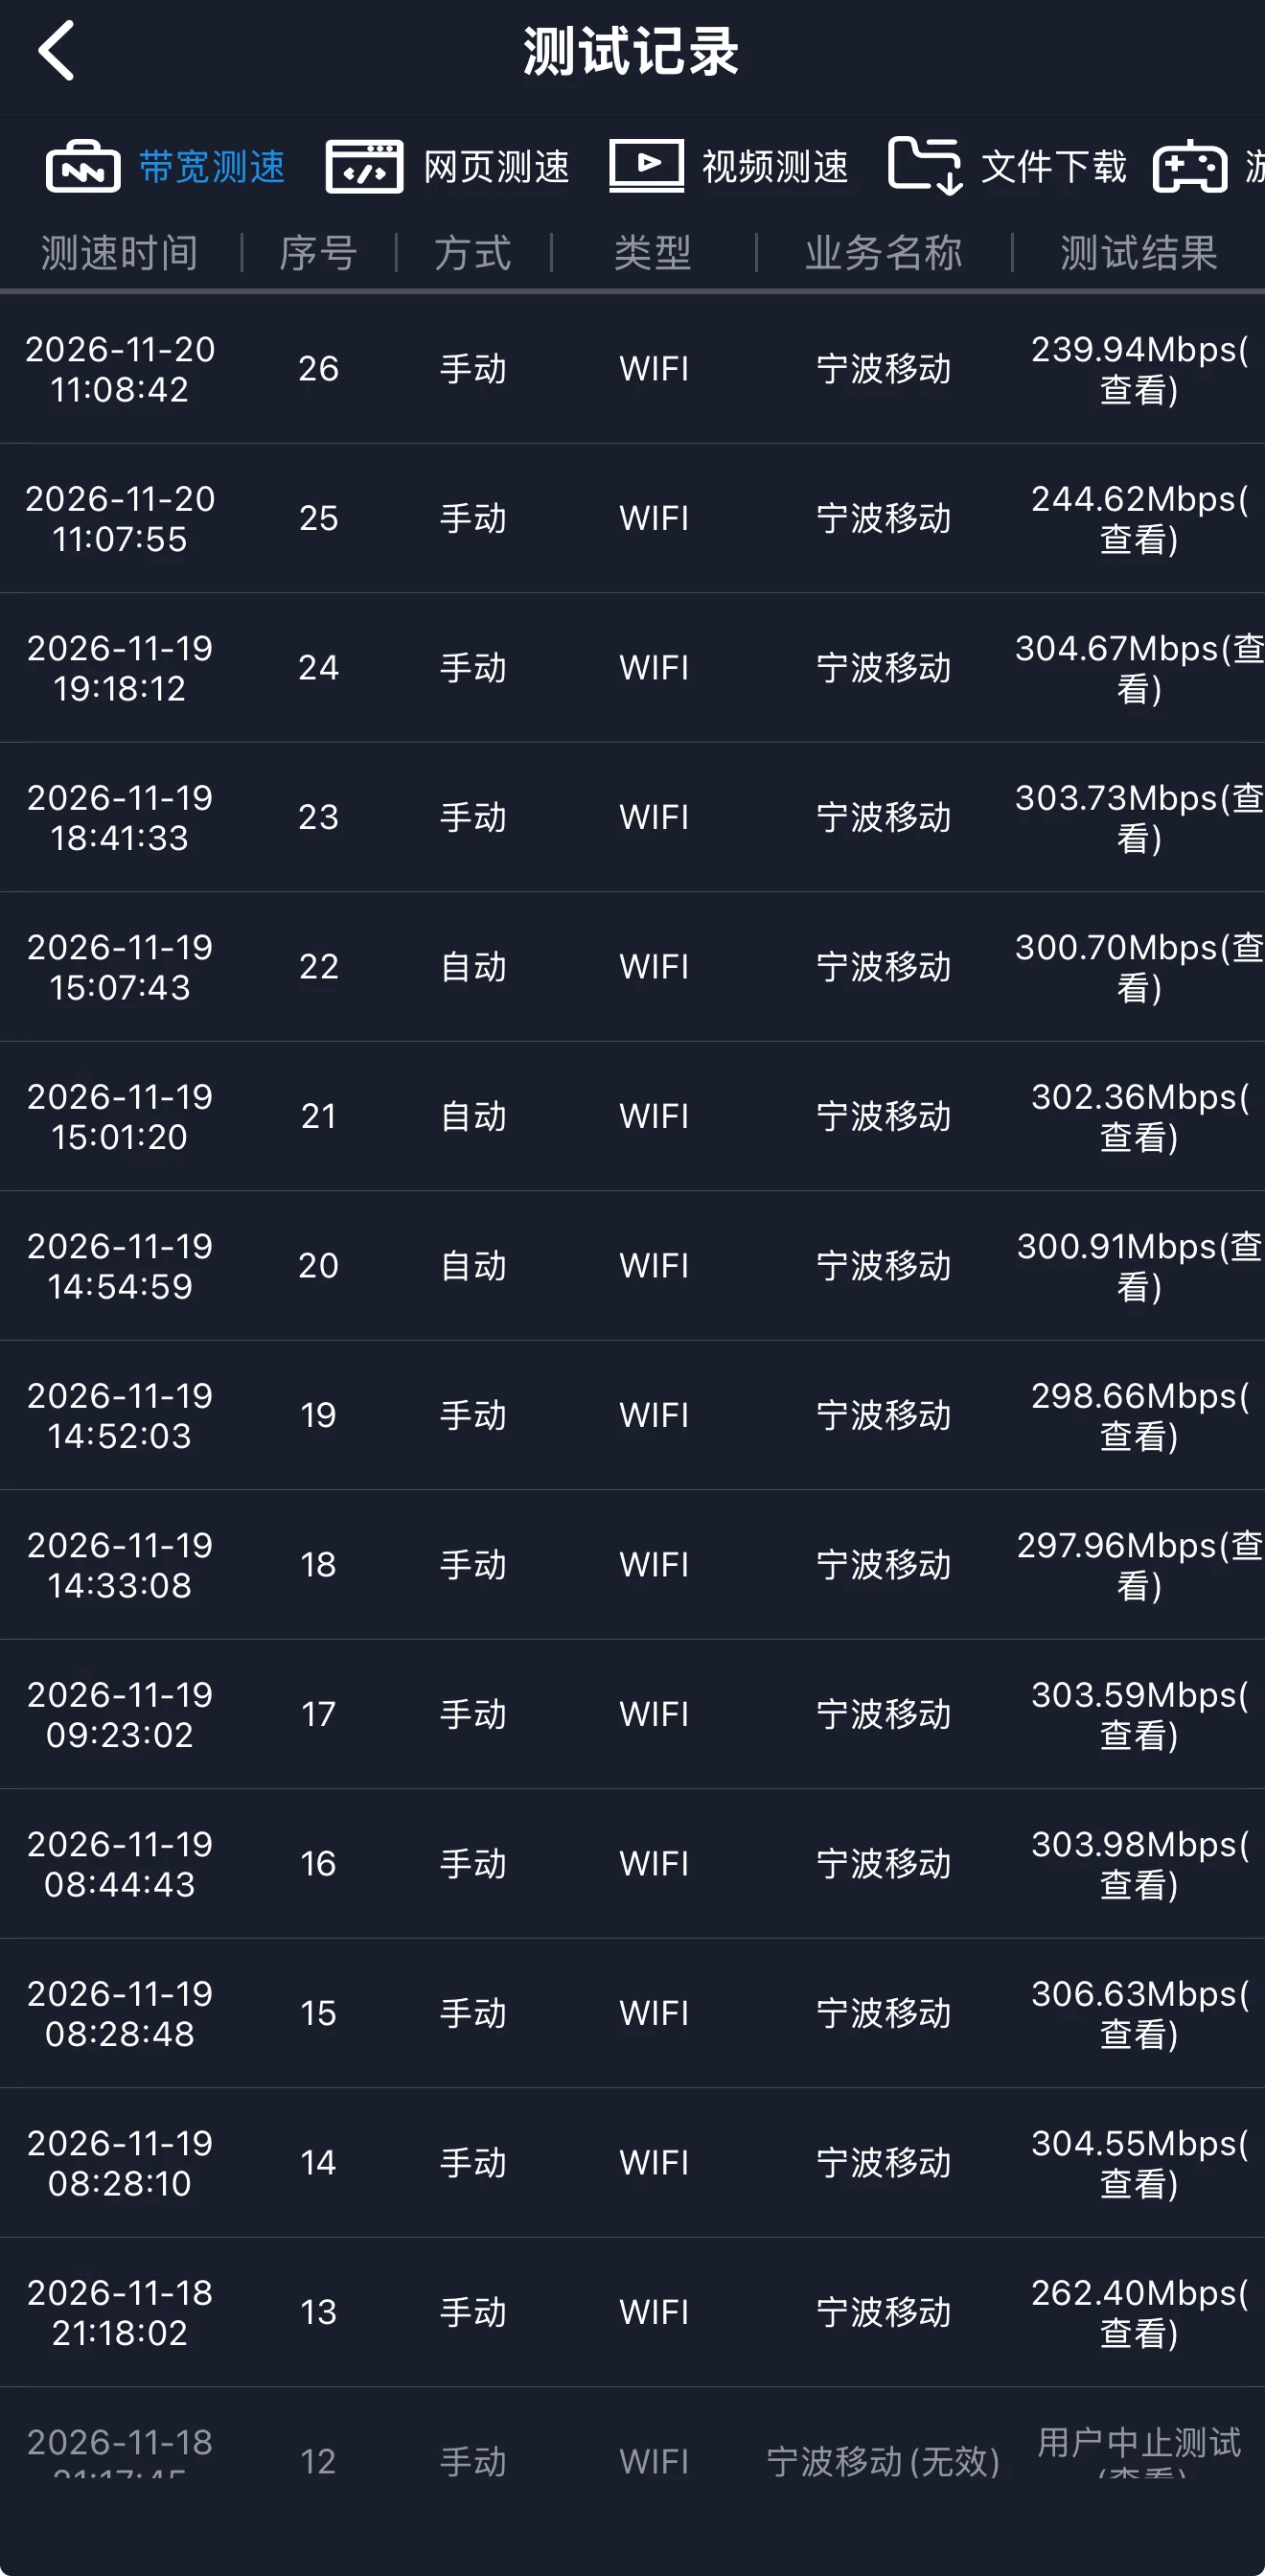 测试记录
带宽测速 网页测速 视频测速 文件下载
测速时间 序号 方式 类型 业务名称 测试结果
2026-11-20 11:08:42 26 手动 WIFI 宁波移动 239.94Mbps(查看)
2026-11-20 11:07:55 25 手动 WIFI 宁波移动 244.62Mbps(查看)
2026-11-19 19:18:12 24 手动 WIFI 宁波移动 304.67Mbps(查看)
2026-11-19 18:41:33 23 手动 WIFI 宁波移动 303.73Mbps(查看)
2026-11-19 15:07:43 22 自动 WIFI 宁波移动 300.70Mbps(查看)
2026-11-19 15:01:20 21 自动 WIFI 宁波移动 302.36Mbps(查看)
2026-11-19 14:54:59 20 自动 WIFI 宁波移动 300.91Mbps(查看)
2026-11-19 14:52:03 19 手动 WIFI 宁波移动 298.66Mbps(查看)
2026-11-19 14:33:08 18 手动 WIFI 宁波移动 297.96Mbps(查看)
2026-11-19 09:23:02 17 手动 WIFI 宁波移动 303.59Mbps(查看)
2026-11-19 08:44:43 16 手动 WIFI 宁波移动 303.98Mbps(查看)
2026-11-19 08:28:48 15 手动 WIFI 宁波移动 306.63Mbps(查看)
2026-11-19 08:28:10 14 手动 WIFI 宁波移动 304.55Mbps(查看)
2026-11-18 21:18:02 13 手动 WIFI 宁波移动 262.40Mbps(查看)
2026-11-18 12 手动 WIFI 宁波移动(无效) 用户中止测试